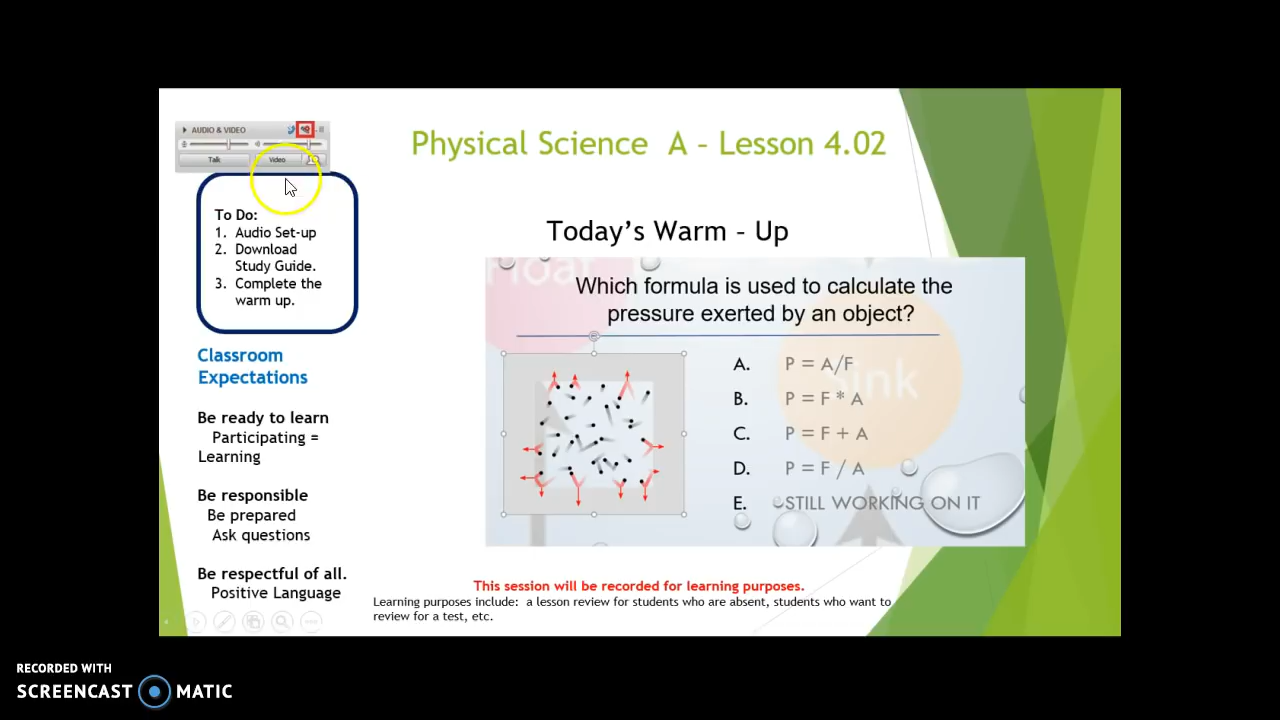 AUDIO & VIDEO
Talk
Video
Physical Science A – Lesson 4.02
To Do:
1. Audio Set-up
2. Download
Study Guide.
3. Complete the
warm up.
Classroom
Expectations
Be ready to learn
Participating =
Learning
Be responsible
Be prepared
Ask questions
Be respectful of all.
Positive Language
Today's Warm – Up
Float
Sink
Which formula is used to calculate the
pressure exerted by an object?
A. P = A/F
B. P = F * A
C. P = F + A
D. P = F / A
E. STILL WORKING ON IT
This session will be recorded for learning purposes.
Learning purposes include: a lesson review for students who are absent, students who want to
review for a test, etc.
RECORDED WITH
SCREENCAST MATIC